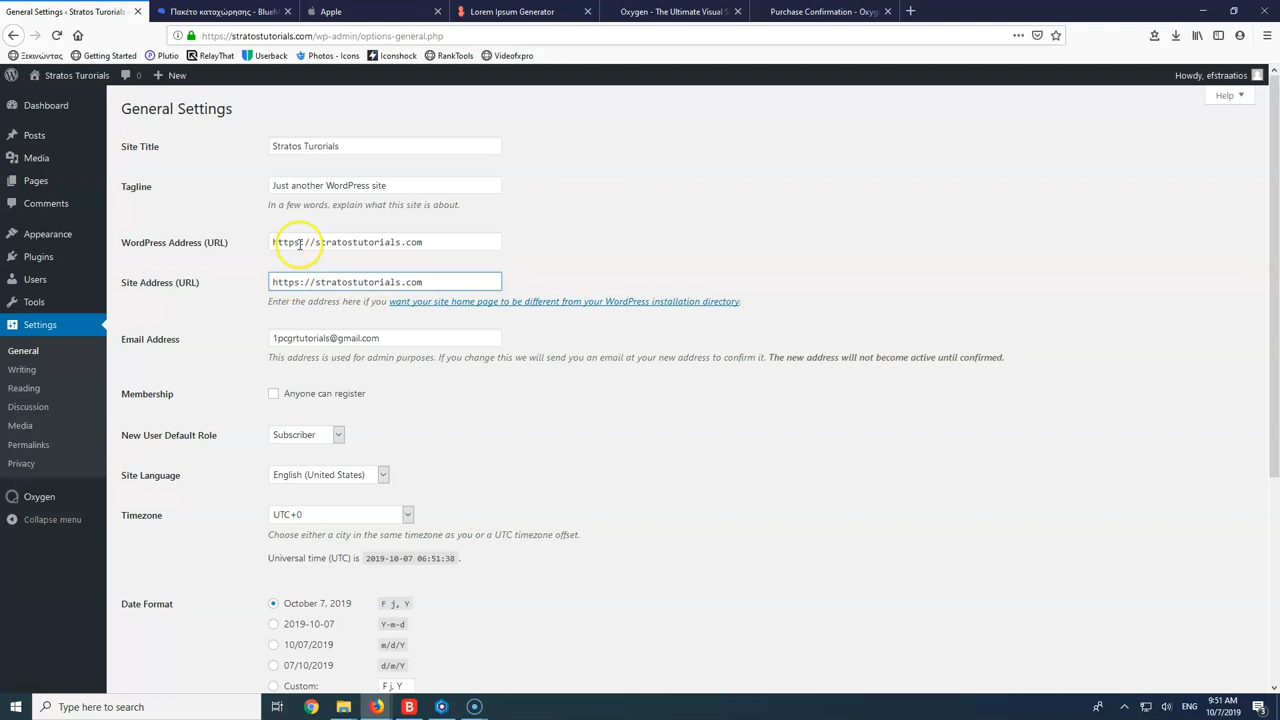 General Settings ‹ Stratos Turorials
Πακέτο καταχώρησης - Blue
Apple
Lorem Ipsum Generator
Oxygen - The Ultimate Visual S
Purchase Confirmation - Oxyge
https://stratostutorials.com/wp-admin/options-general.php
Ξεκινώντας
Getting Started
Plutio
RelayThat
Userback
Photos - Icons
Iconshock
RankTools
Videofxpro
Stratos Turorials
0
New
Howdy, efstraatios
Help
Dashboard
Posts
Media
Pages
Comments
Appearance
Plugins
Users
Tools
Settings
General
Writing
Reading
Discussion
Media
Permalinks
Privacy
Oxygen
Collapse menu
General Settings
Site Title
Stratos Turorials
Tagline
Just another WordPress site
In a few words, explain what this site is about.
WordPress Address (URL)
https://stratostutorials.com
Site Address (URL)
https://stratostutorials.com
Enter the address here if you want your site home page to be different from your WordPress installation directory.
Email Address
1pcgrtutorials@gmail.com
This address is used for admin purposes. If you change this we will send you an email at your new address to confirm it. The new address will not become active until confirmed.
Membership
Anyone can register
New User Default Role
Subscriber
Site Language
English (United States)
Timezone
UTC+0
Choose either a city in the same timezone as you or a UTC timezone offset.
Universal time (UTC) is 2019-10-07 06:51:38 .
Date Format
October 7, 2019
F j, Y
2019-10-07
Y-m-d
10/07/2019
m/d/Y
07/10/2019
d/m/Y
Custom:
F j, Y
Type here to search
ENG
9:51 AM
10/7/2019
3